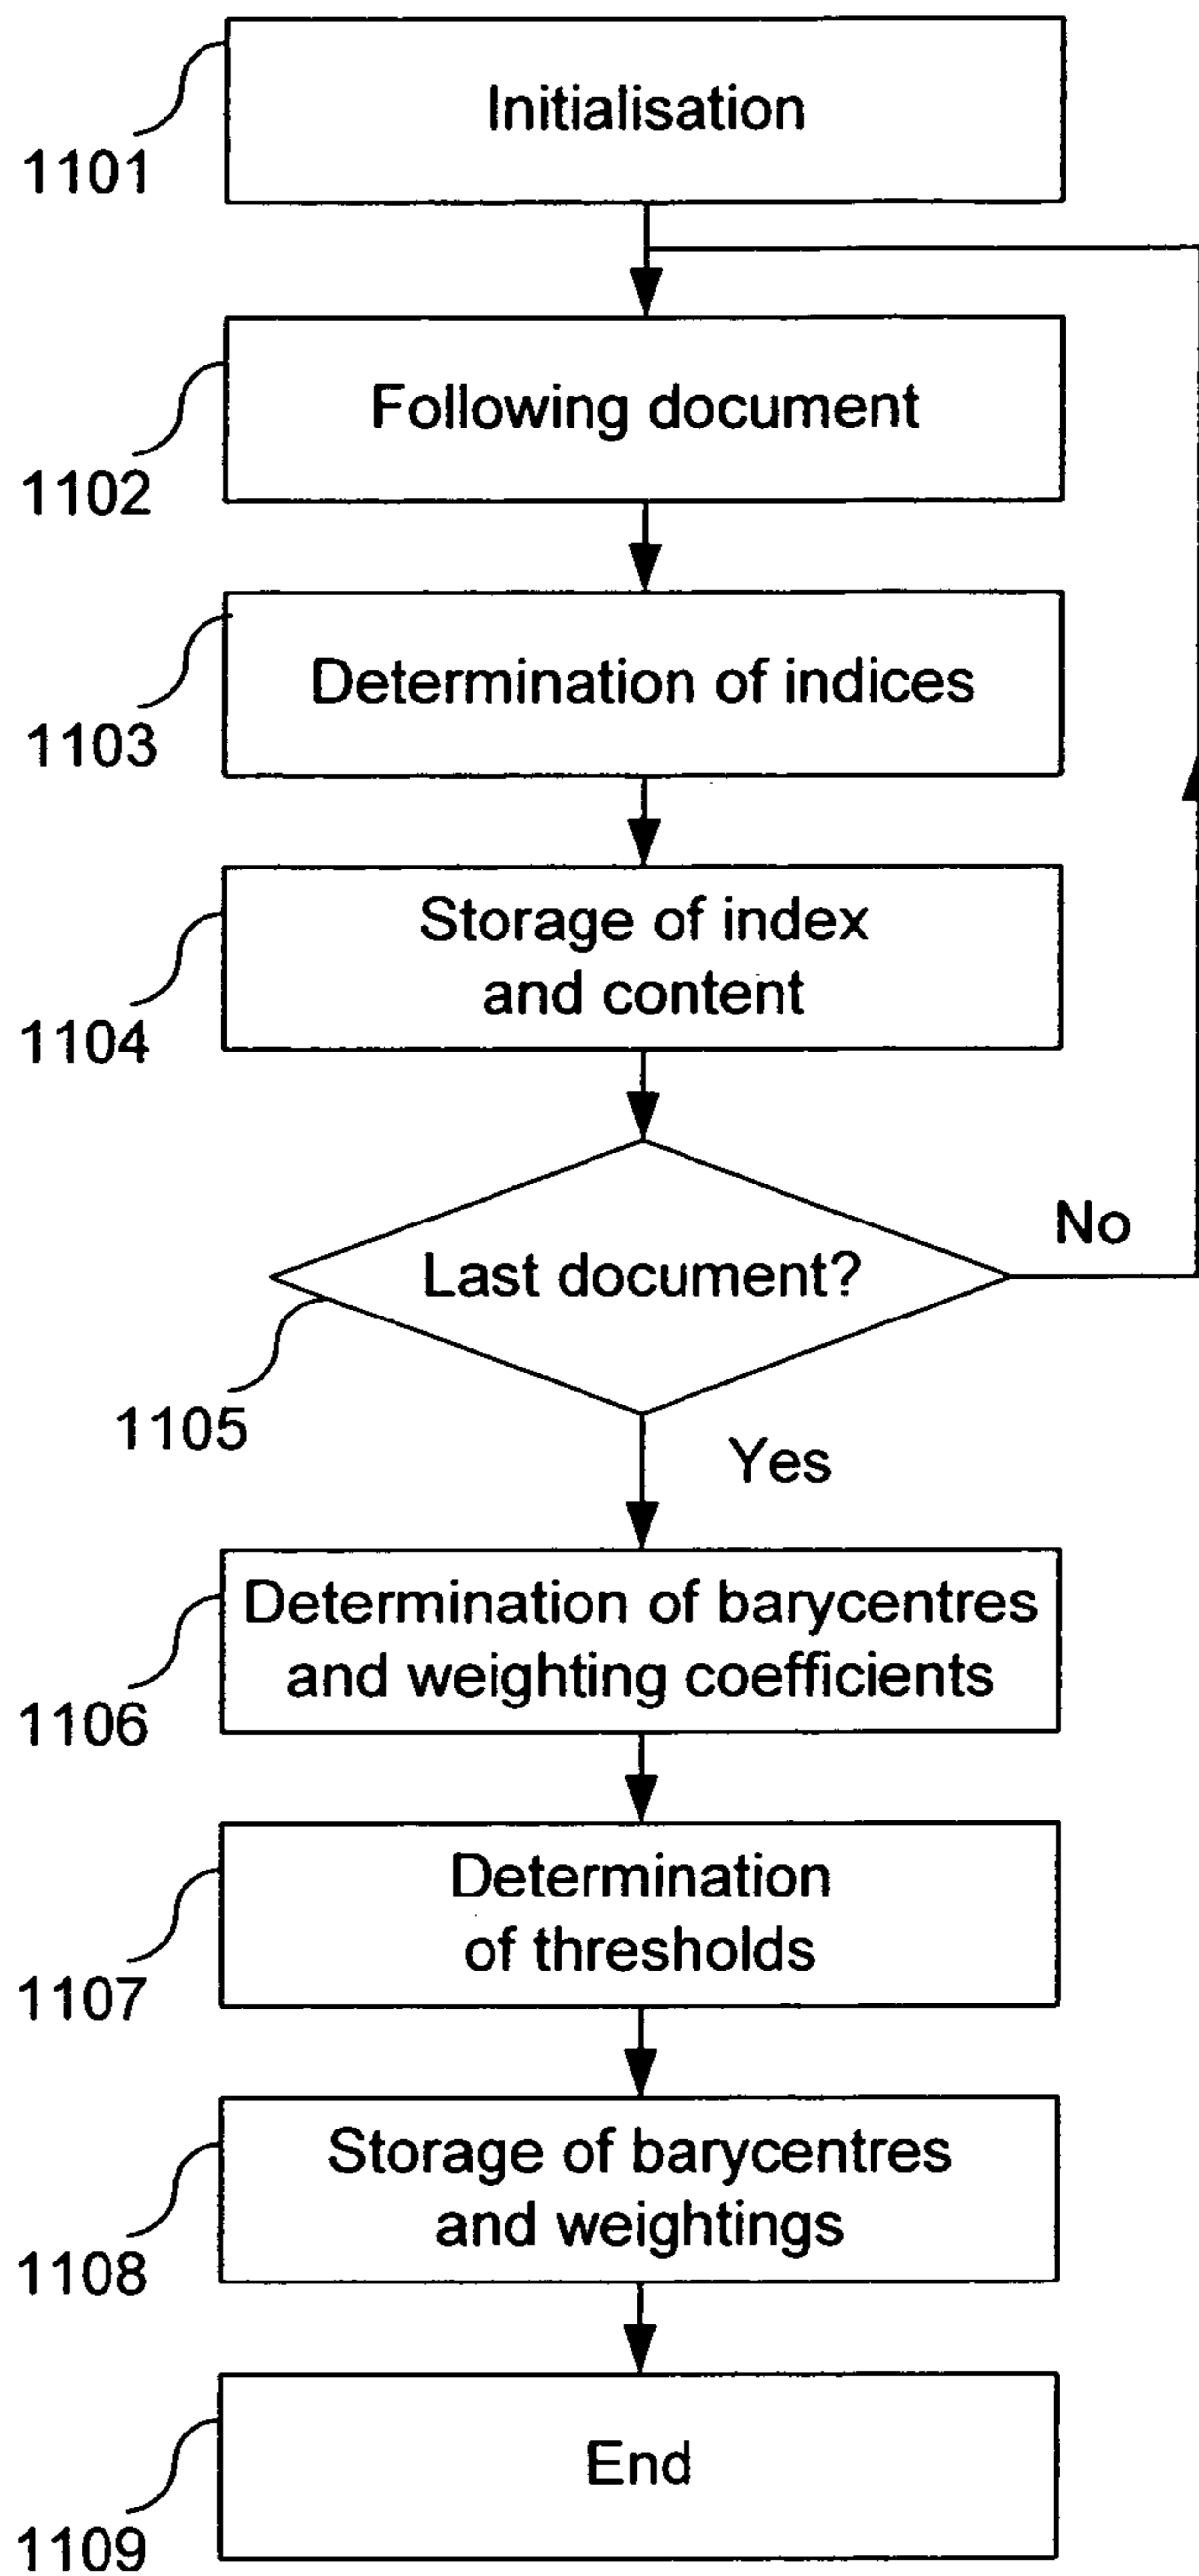 Initialisation
1101
Following document
1102
Determination of indices
1103
Storage of index
and content
1104
No
Last document?
1105
Yes
Determination of barycentres
and weighting coefficients
1106
Determination
of thresholds
1107
Storage of barycentres
and weightings
1108
End
1109